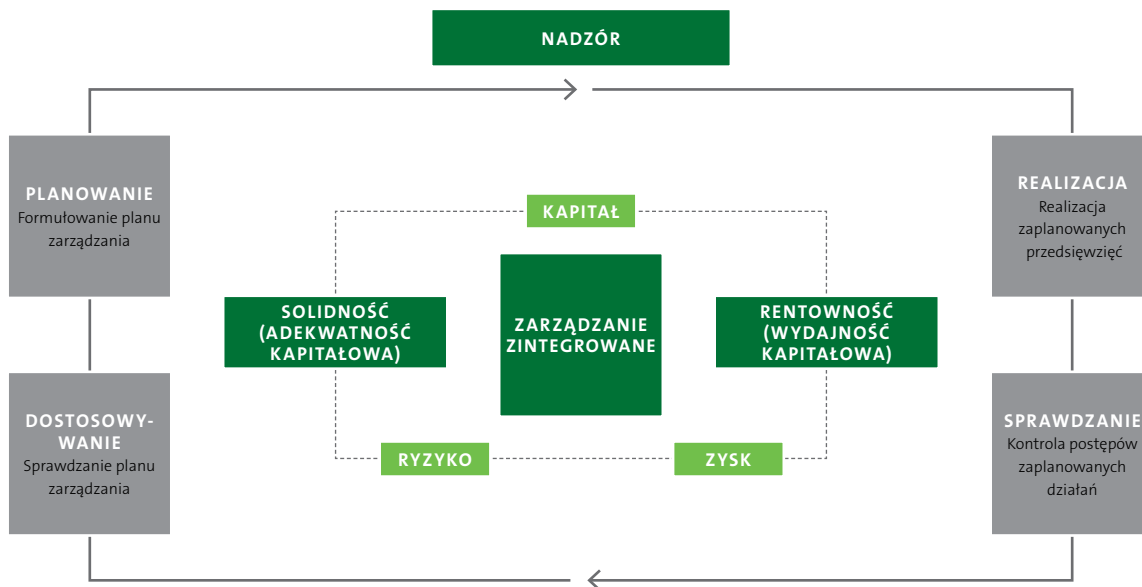 NADZÓR
PLANOWANIE
Formułowanie planu
zarządzania
REALIZACJA
Realizacja
zaplanowanych
przedsięwzięć
KAPITAŁ
SOLIDNOŚĆ
(ADEKWATNOŚĆ
KAPITAŁOWA)
ZARZĄDZANIE
ZINTEGROWANE
RENTOWNOŚĆ
(WYDAJNOŚĆ
KAPITAŁOWA)
DOSTOSOWY-
WANIE
Sprawdzanie planu
zarządzania
RYZYKO
ZYSK
SPRAWDZANIE
Kontrola postępów
zaplanowanych
działań